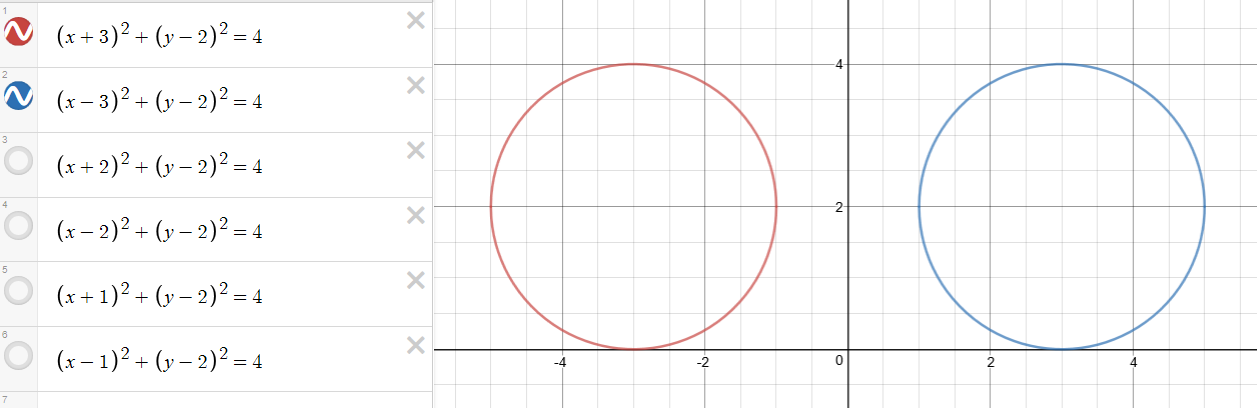 1
(x + 3)² + (y − 2)² = 4
2
(x − 3)² + (y − 2)² = 4
3
(x + 2)² + (y − 2)² = 4
4
(x − 2)² + (y − 2)² = 4
5
(x + 1)² + (y − 2)² = 4
6
(x − 1)² + (y − 2)² = 4
7
4
2
-4 -2 0 2 4